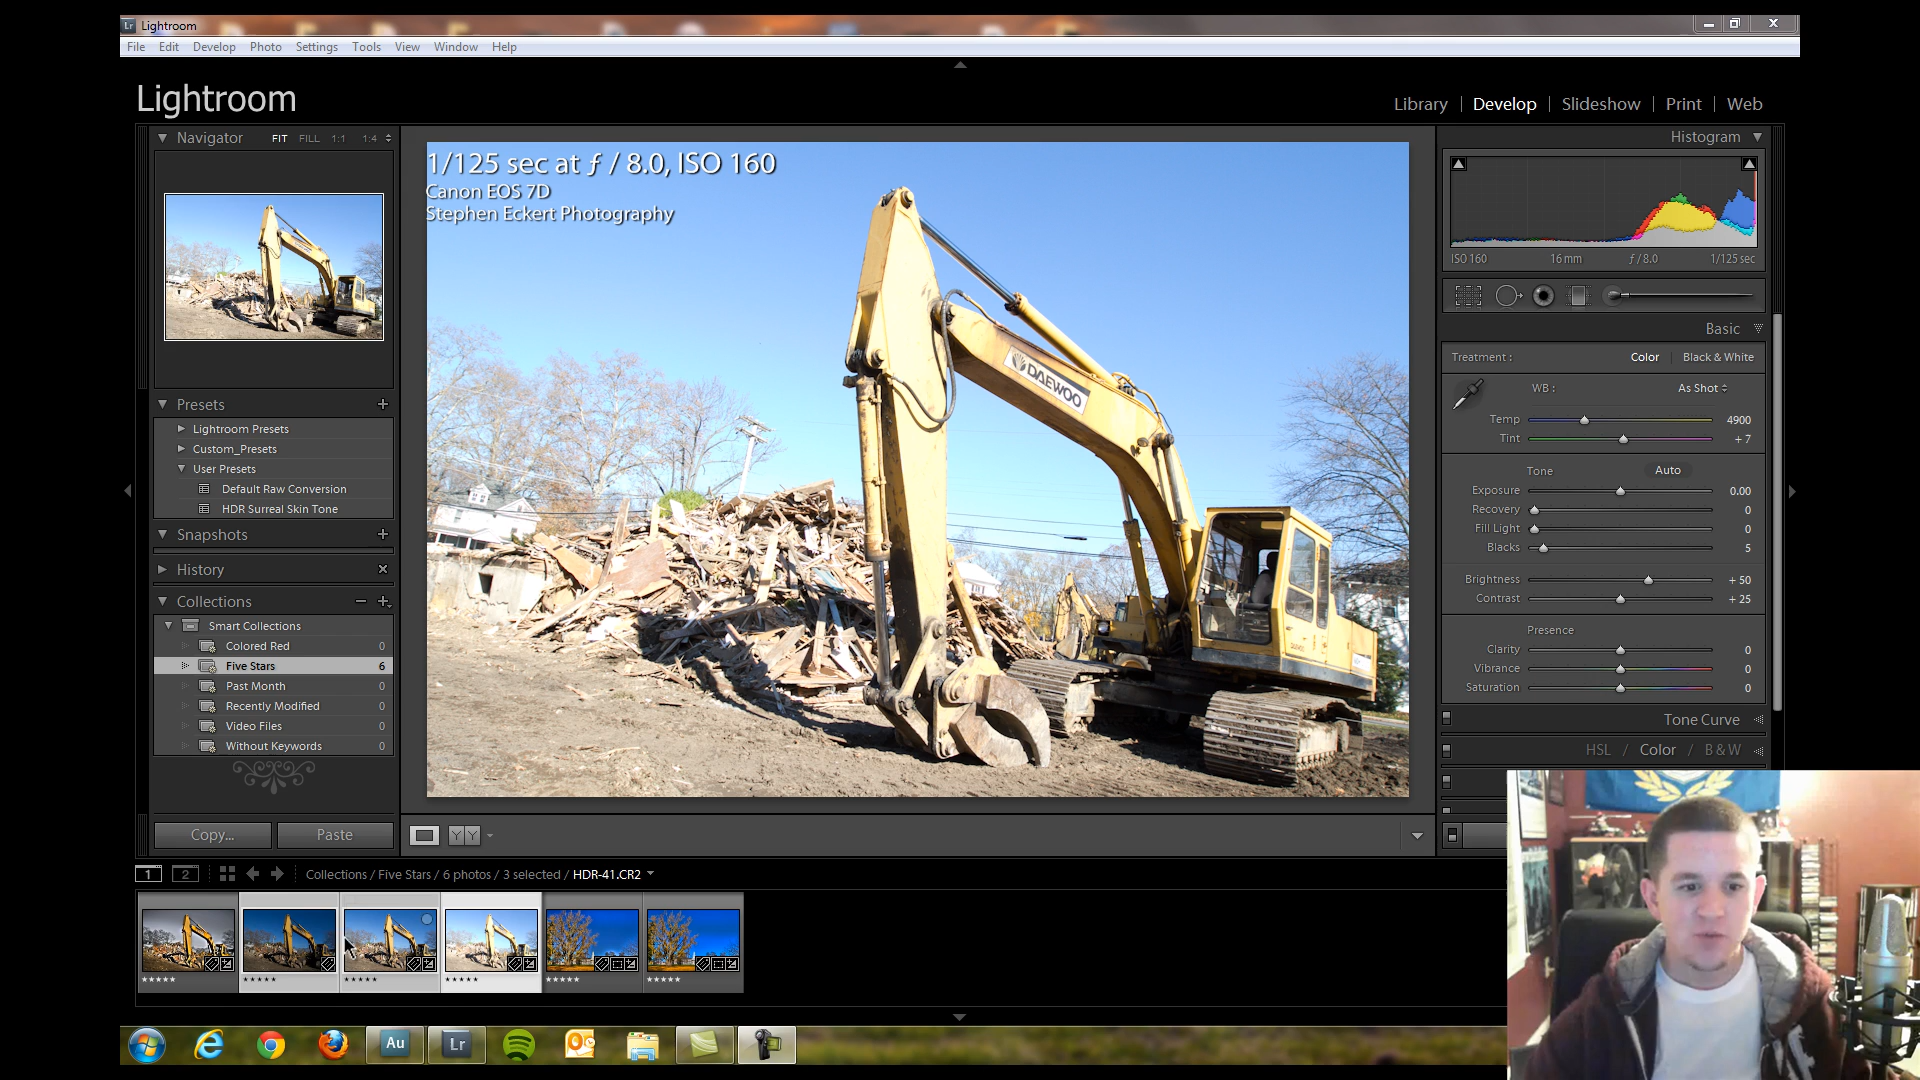 Lightroom
File Edit Develop Photo Settings Tools View Window Help
Lightroom
Library | Develop | Slideshow | Print | Web
Navigator FIT FILL 1:1 1:4
Histogram
1/125 sec at ƒ / 8.0, ISO 160
Canon EOS 7D
Stephen Eckert Photography
DAEWOO
ISO 160 16 mm ƒ / 8.0 1/125 sec
Basic
Treatment : Color | Black & White
WB : As Shot
Temp 4900
Tint + 7
Tone Auto
Exposure 0.00
Recovery 0
Fill Light 0
Blacks 5
Brightness + 50
Contrast + 25
Presence
Clarity 0
Vibrance 0
Saturation 0
Tone Curve
HSL / Color / B & W
Presets
Lightroom Presets
Custom_Presets
User Presets
Default Raw Conversion
HDR Surreal Skin Tone
Snapshots
History
Collections
Smart Collections
Colored Red 0
Five Stars 6
Past Month 0
Recently Modified 0
Video Files 0
Without Keywords 0
Copy... Paste
YY
1 2 Collections / Five Stars / 6 photos / 3 selected / HDR-41.CR2
Au Lr